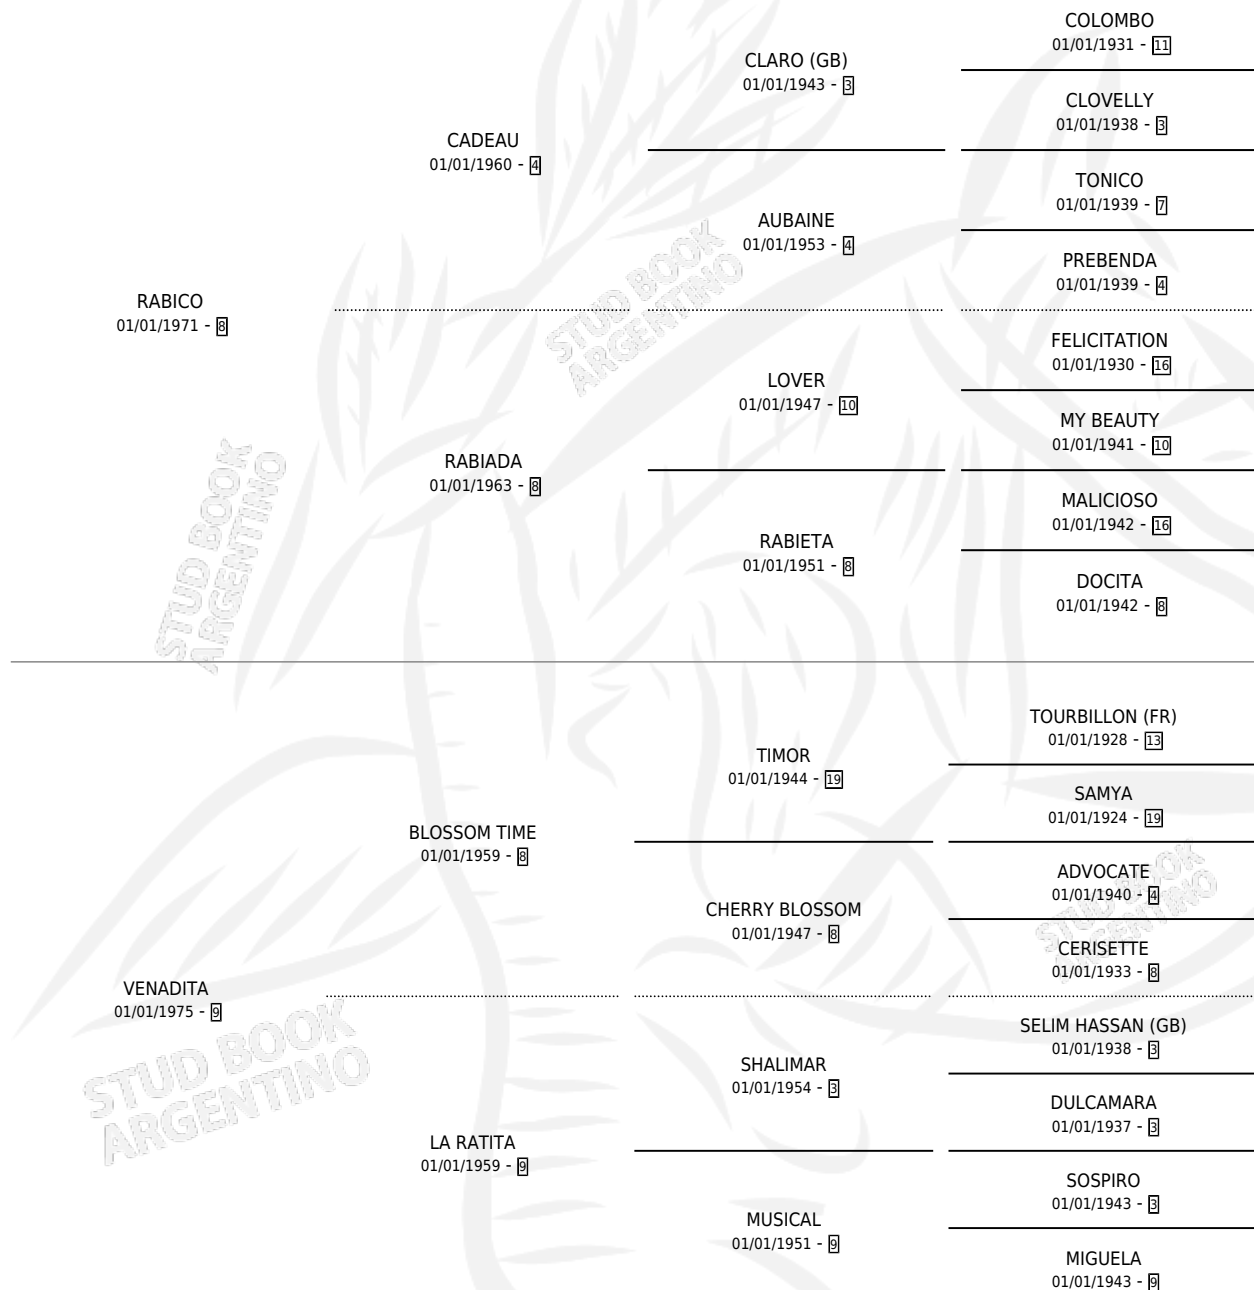 COLOMBO
01/01/1931 - 11
CLARO (GB)
01/01/1943 - 3
CLOVELLY
01/01/1938 - 3
CADEAU
01/01/1960 - 4
TONICO
01/01/1939 - 7
AUBAINE
01/01/1953 - 4
PREBENDA
01/01/1939 - 4
RABICO
01/01/1971 - 8
FELICITATION
01/01/1930 - 16
LOVER
01/01/1947 - 10
MY BEAUTY
01/01/1941 - 10
RABIADA
01/01/1963 - 8
MALICIOSO
01/01/1942 - 16
RABIETA
01/01/1951 - 8
DOCITA
01/01/1942 - 8
STUD BOOK
ARGENTINO
STUD BOOK
ARGENTINO
TOURBILLON (FR)
01/01/1928 - 13
TIMOR
01/01/1944 - 19
SAMYA
01/01/1924 - 19
BLOSSOM TIME
01/01/1959 - 8
ADVOCATE
01/01/1940 - 4
CHERRY BLOSSOM
01/01/1947 - 8
CERISETTE
01/01/1933 - 8
STUD BOOK
ARGENTINO
VENADITA
01/01/1975 - 9
SELIM HASSAN (GB)
01/01/1938 - 3
SHALIMAR
01/01/1954 - 3
DULCAMARA
01/01/1937 - 3
STUD BOOK
ARGENTINO
LA RATITA
01/01/1959 - 9
SOSPIRO
01/01/1943 - 3
MUSICAL
01/01/1951 - 9
MIGUELA
01/01/1943 - 9